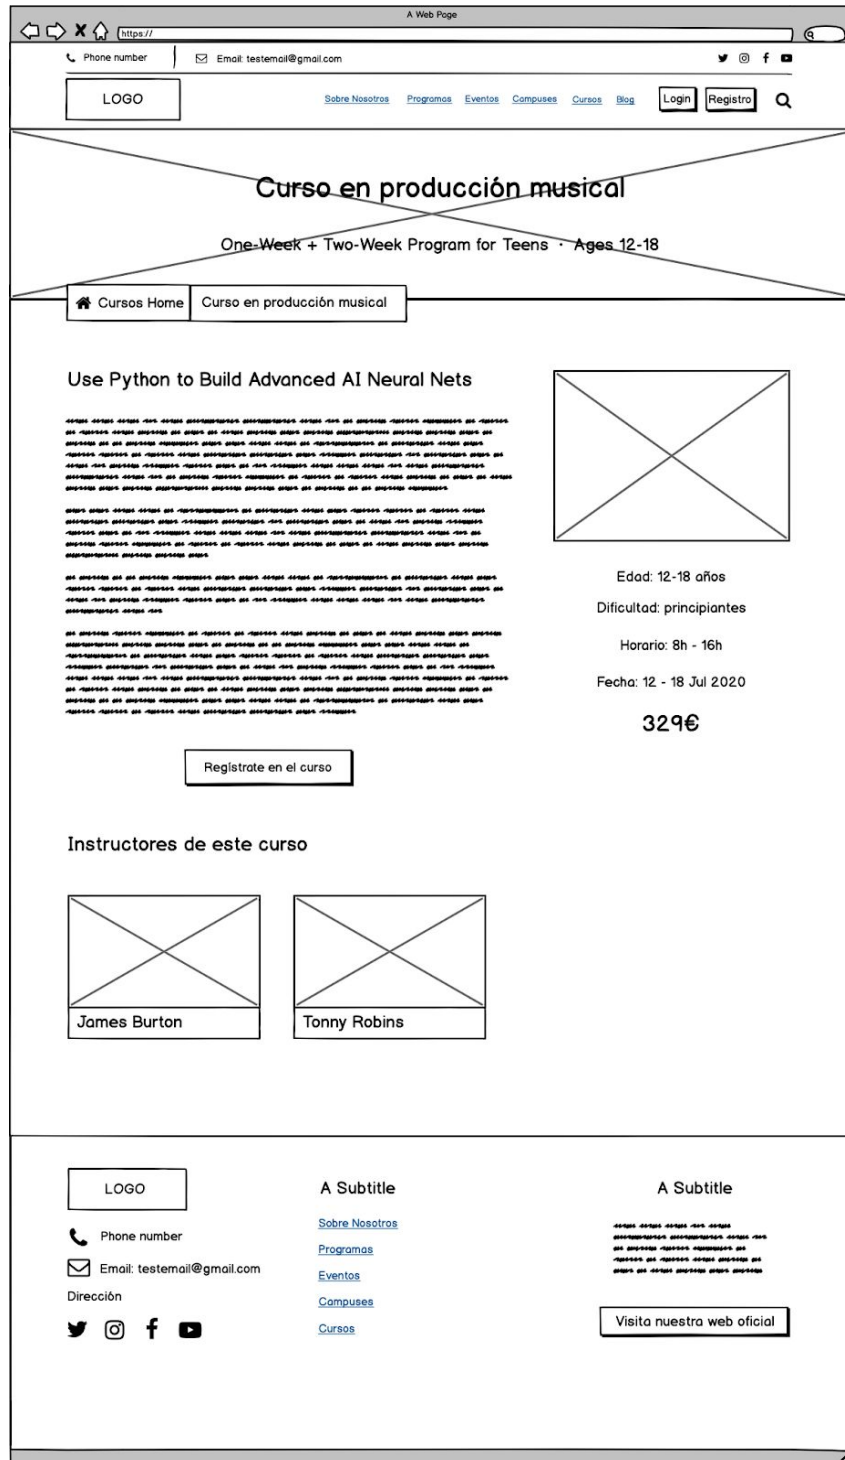 A Web Page
https://
Phone number
Email: testemail@gmail.com
LOGO
Sobre Nosotros
Programas
Eventos
Campuses
Cursos
Blog
Login
Registro
Curso en producción musical
One-Week + Two-Week Program for Teens · Ages 12-18
Cursos Home
Curso en producción musical
Use Python to Build Advanced AI Neural Nets
Edad: 12-18 años
Dificultad: principiantes
Horario: 8h - 16h
Fecha: 12 - 18 Jul 2020
329€
Regístrate en el curso
Instructores de este curso
James Burton
Tonny Robins
LOGO
Phone number
Email: testemail@gmail.com
Dirección
A Subtitle
Sobre Nosotros
Programas
Eventos
Campuses
Cursos
A Subtitle
Visita nuestra web oficial